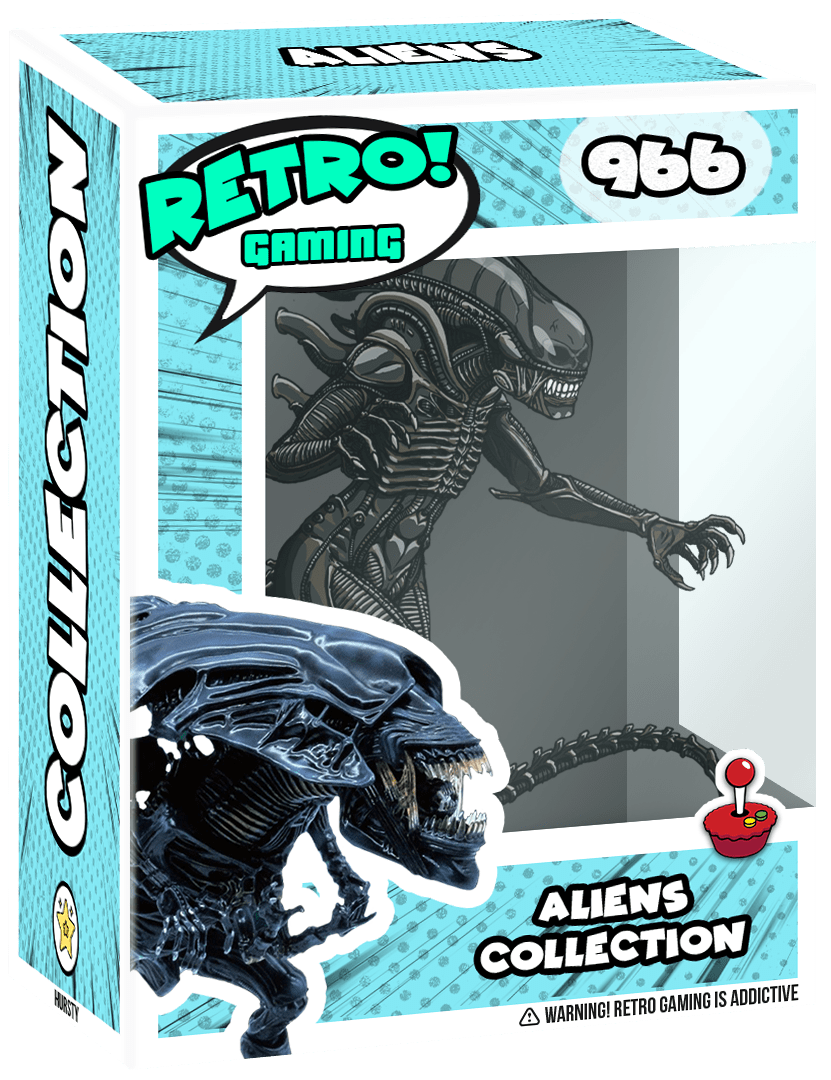 ALIENS
RETRO!
GAMING
966
COLLECTION
ALIENS
COLLECTION
WARNING! RETRO GAMING IS ADDICTIVE
HURSTY